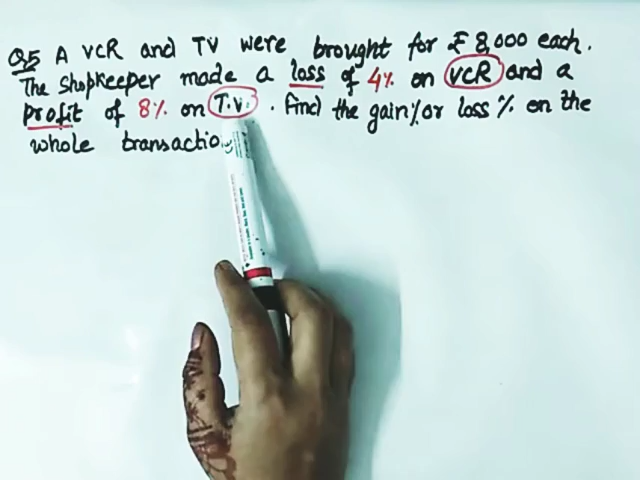 Q5 A VCR and TV were brought for ₹ 8,000 each.
The shopkeeper made a loss of 4% on VCR and a
profit of 8% on T.V. . Find the gain% or loss % on the
whole transactio